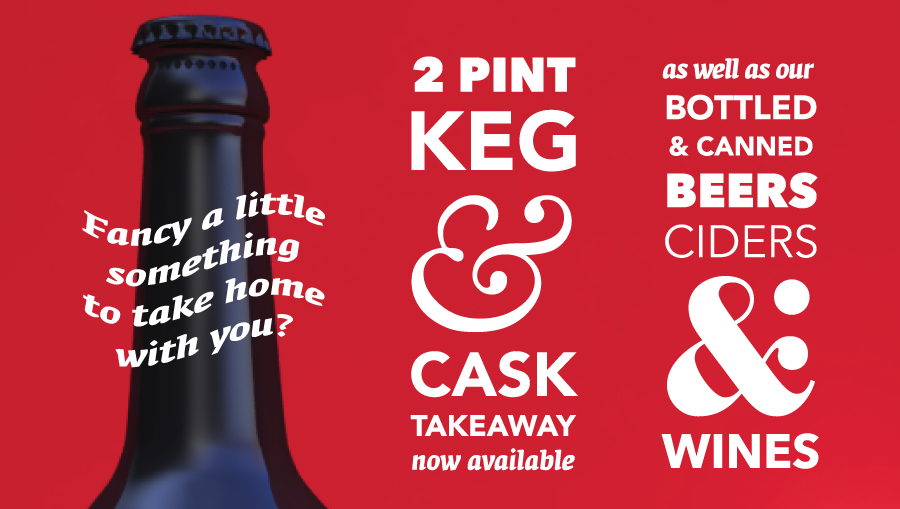 Fancy a little
something
to take home
with you?
2 PINT
KEG
&
CASK
TAKEAWAY
now available
as well as our
BOTTLED
& CANNED
BEERS
CIDERS
&
WINES